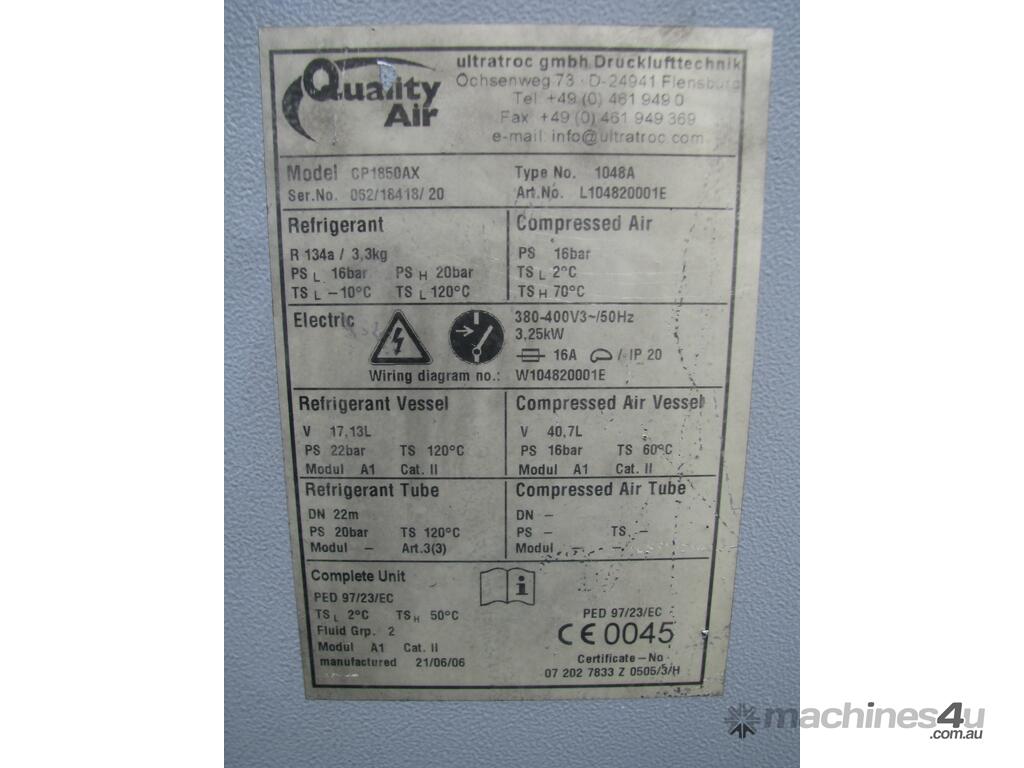 Quality Air
ultratroc gmbh Drucklufttechnik
Ochsenweg 73 · D-24941 Flensburg
Tel +49 (0) 461 949 0
Fax +49 (0) 461 949 369
e-mail info@ultratroc.com
Model CP1850AX Type No. 1048A
Ser.No. 062/18418/ 20 Art.No. L104820001E
Refrigerant
R 134a / 3,3kg
PS L 16bar PS H 20bar
TS L -10°C TS L 120°C
Compressed Air
PS 16bar
TS L 2°C
TS H 70°C
Electric
380-400V3~/50Hz
3,25kW
16A / IP 20
Wiring diagram no.: W104820001E
Refrigerant Vessel
V 17,13L
PS 22bar TS 120°C
Modul A1 Cat. II
Compressed Air Vessel
V 40,7L
PS 16bar TS 60°C
Modul A1 Cat. II
Refrigerant Tube
DN 22m
PS 20bar TS 120°C
Modul – Art.3(3)
Compressed Air Tube
DN –
PS – TS –
Modul – –
Complete Unit
PED 97/23/EC
TS L 2°C TS H 50°C
Fluid Grp. 2
Modul A1 Cat. II
manufactured 21/06/06
i
PED 97/23/EC
CE 0045
Certificate – No
07 202 7833 Z 0505/3/H
machines4u
.com.au